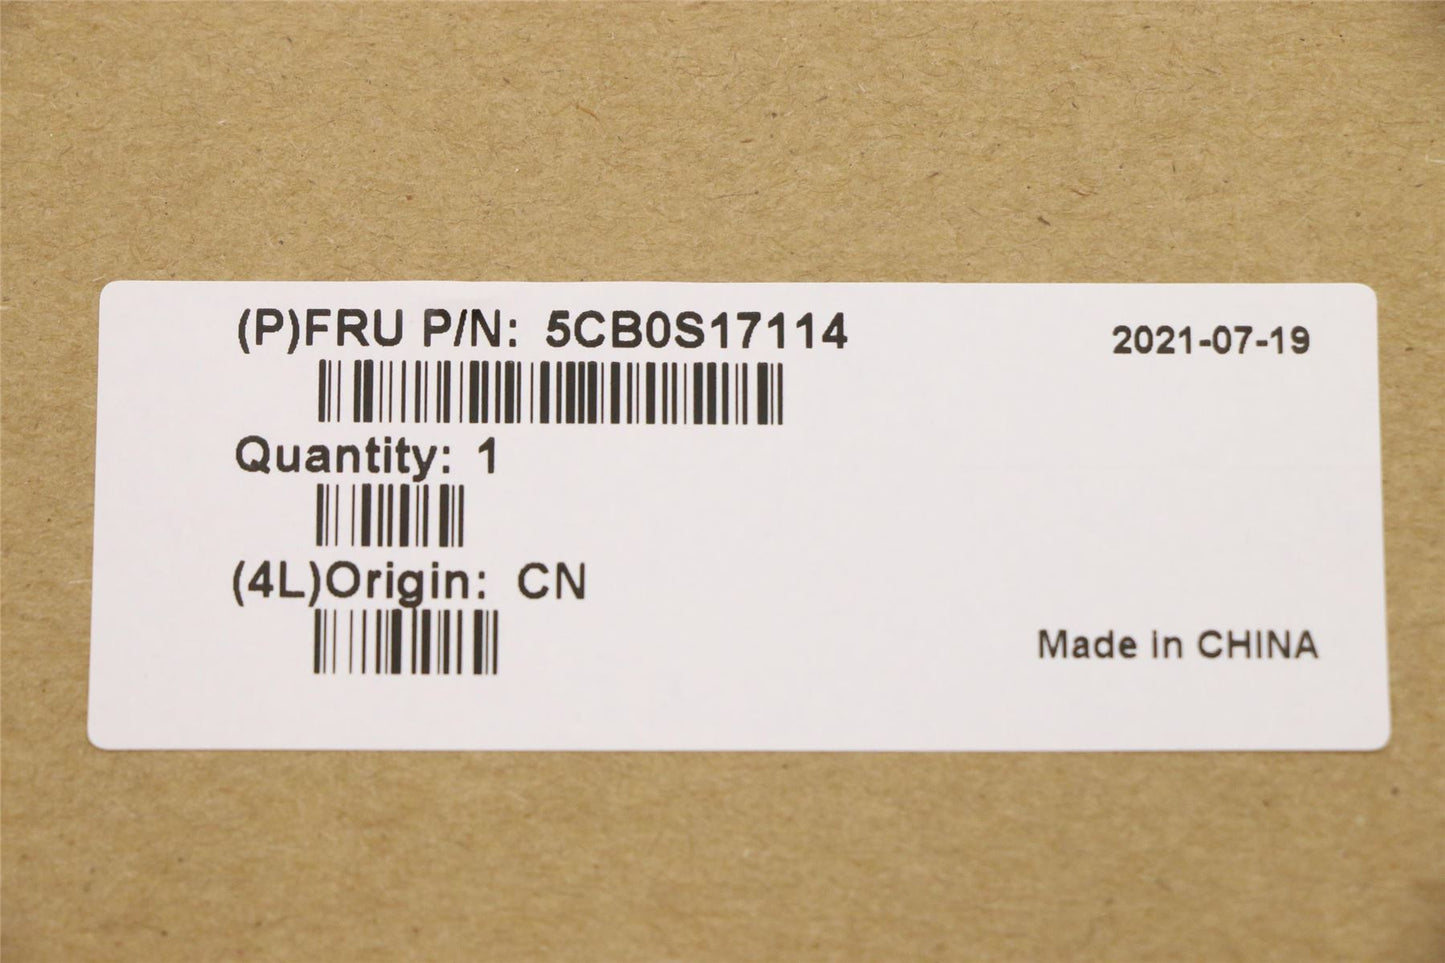 (P)FRU P/N: 5CB0S17114
2021-07-19
Quantity: 1
(4L)Origin: CN
Made in CHINA